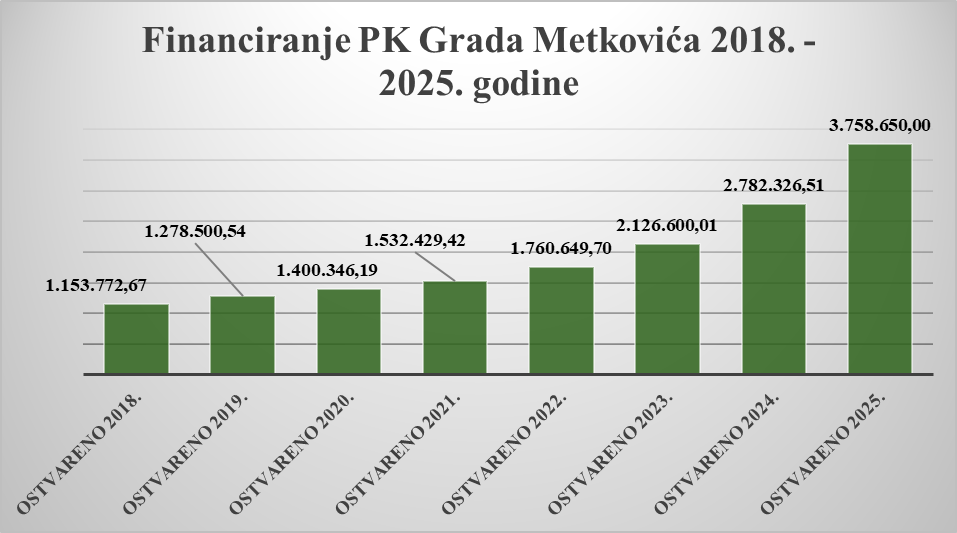 Financiranje PK Grada Metkovića 2018. -
2025. godine
1.153.772,67
1.278.500,54
1.400.346,19
1.532.429,42
1.760.649,70
2.126.600,01
2.782.326,51
3.758.650,00
OSTVARENO 2018.
OSTVARENO 2019.
OSTVARENO 2020.
OSTVARENO 2021.
OSTVARENO 2022.
OSTVARENO 2023.
OSTVARENO 2024.
OSTVARENO 2025.